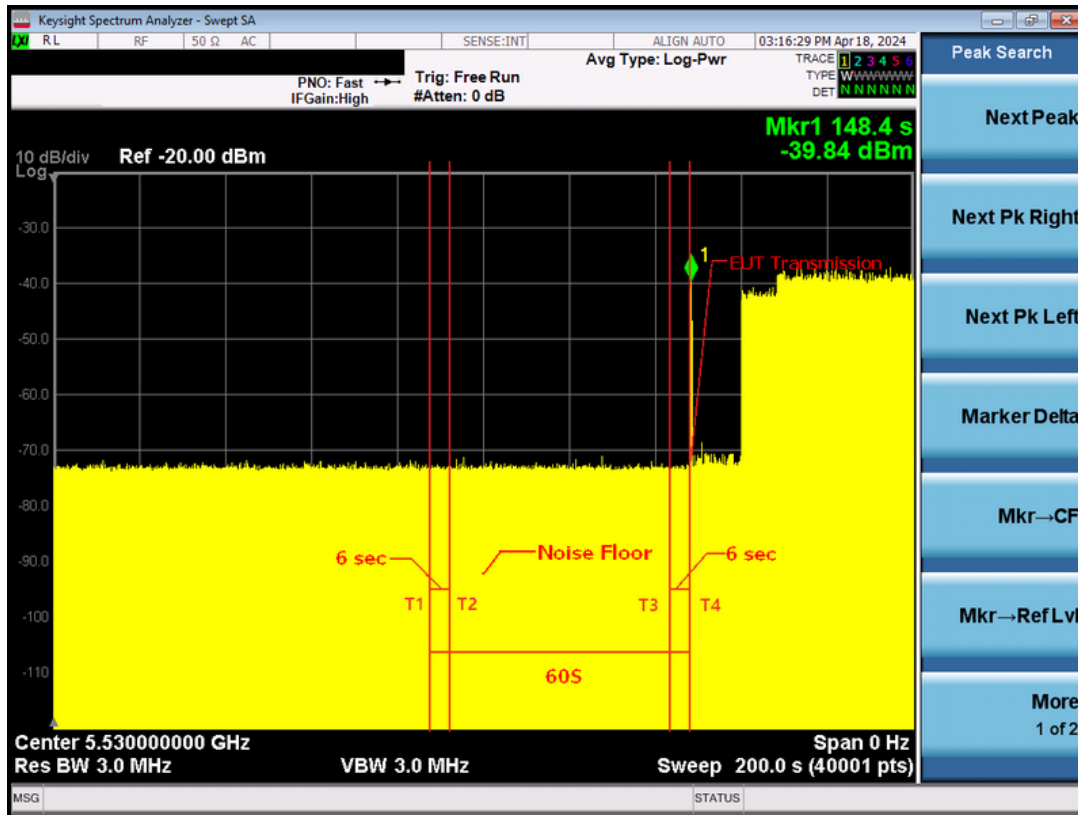 Keysight Spectrum Analyzer - Swept SA
LXI RL RF 50 Ω AC SENSE:INT ALIGN AUTO 03:16:29 PM Apr 18, 2024
Avg Type: Log-Pwr TRACE 1 2 3 4 5 6
PNO: Fast Trig: Free Run TYPE WWWWWW
IFGain:High #Atten: 0 dB DET N N N N N N
Peak Search
Mkr1 148.4 s
-39.84 dBm
10 dB/div Ref -20.00 dBm
Log
-30.0
-40.0
-50.0
-60.0
-70.0
-80.0
-90.0
-100
-110
1
EUT Transmission
6 sec Noise Floor 6 sec
T1 T2 T3 T4
60S
Center 5.530000000 GHz Span 0 Hz
Res BW 3.0 MHz VBW 3.0 MHz Sweep 200.0 s (40001 pts)
MSG STATUS
Next Peak
Next Pk Right
Next Pk Left
Marker Delta
Mkr→CF
Mkr→Ref Lvl
More
1 of 2